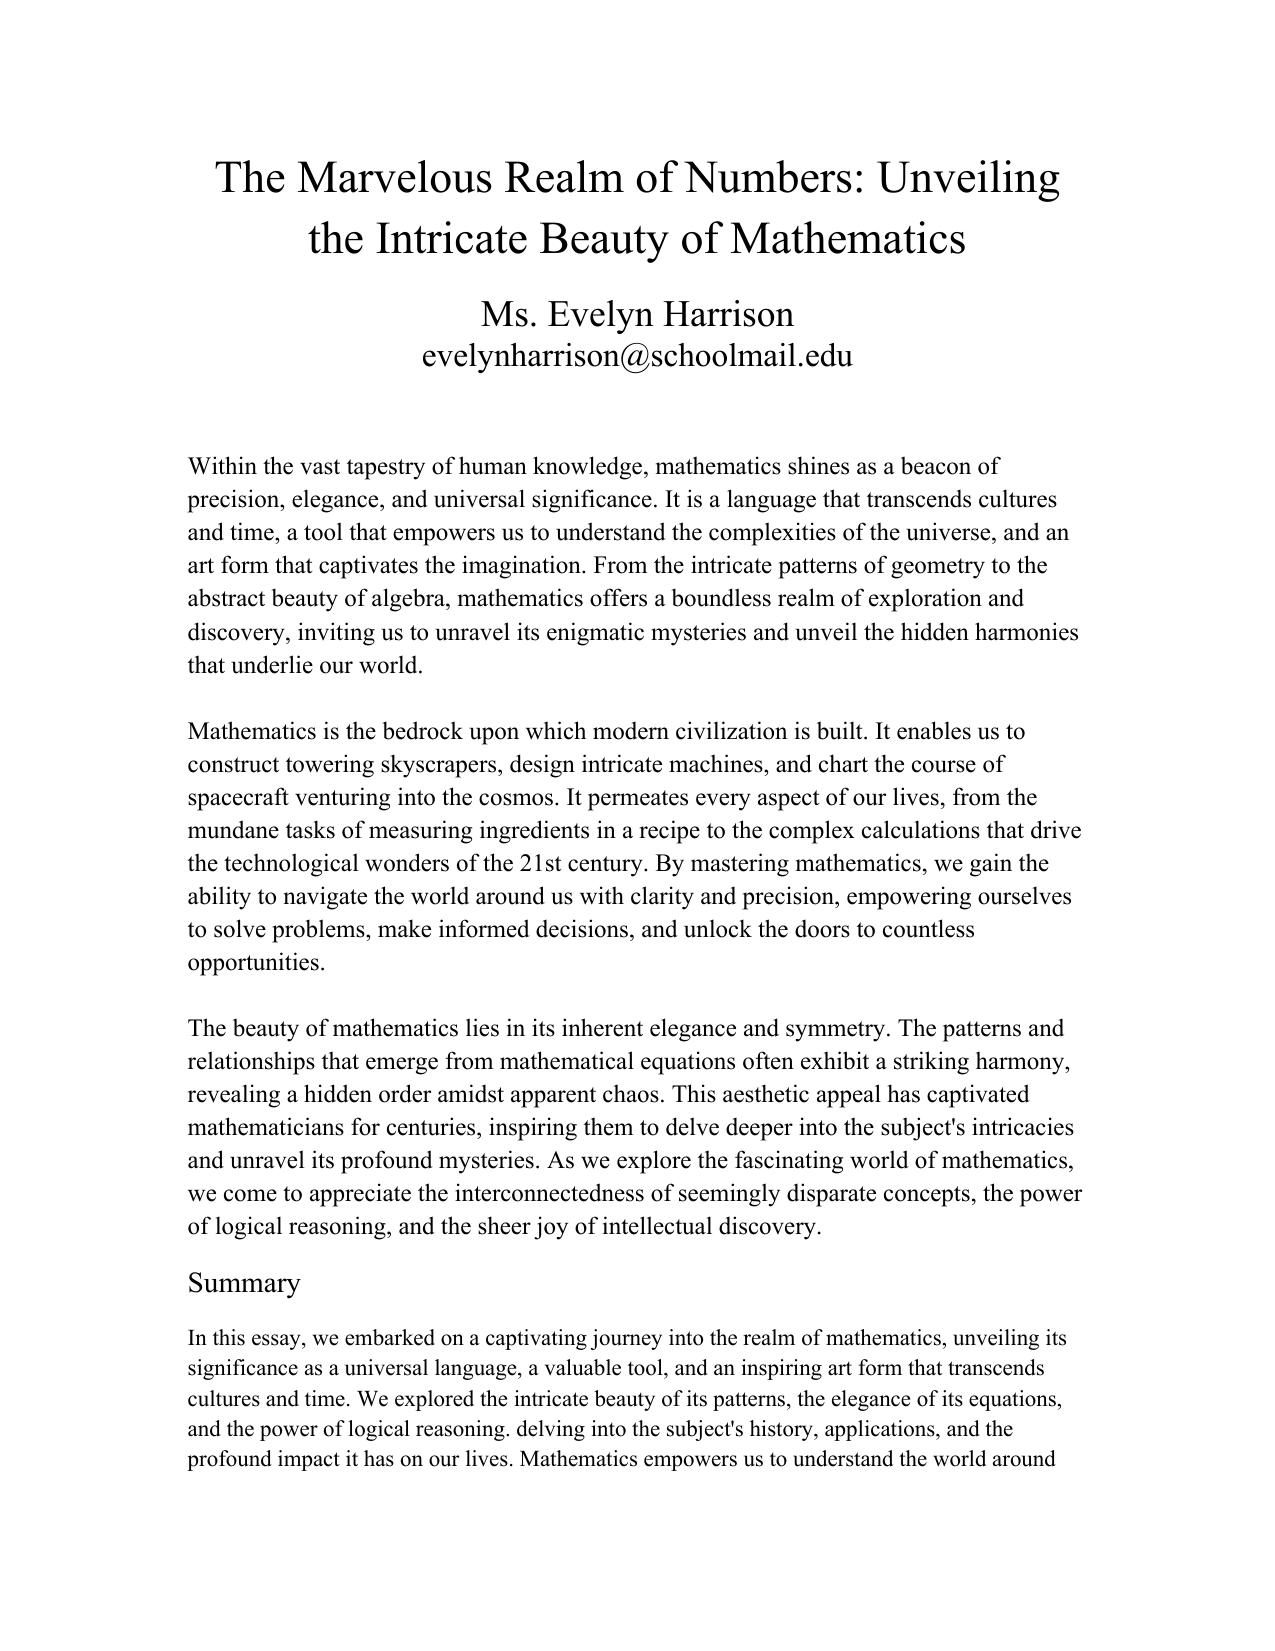 The Marvelous Realm of Numbers: Unveiling
the Intricate Beauty of Mathematics
Ms. Evelyn Harrison
evelynharrison@schoolmail.edu
Within the vast tapestry of human knowledge, mathematics shines as a beacon of
precision, elegance, and universal significance. It is a language that transcends cultures
and time, a tool that empowers us to understand the complexities of the universe, and an
art form that captivates the imagination. From the intricate patterns of geometry to the
abstract beauty of algebra, mathematics offers a boundless realm of exploration and
discovery, inviting us to unravel its enigmatic mysteries and unveil the hidden harmonies
that underlie our world.
Mathematics is the bedrock upon which modern civilization is built. It enables us to
construct towering skyscrapers, design intricate machines, and chart the course of
spacecraft venturing into the cosmos. It permeates every aspect of our lives, from the
mundane tasks of measuring ingredients in a recipe to the complex calculations that drive
the technological wonders of the 21st century. By mastering mathematics, we gain the
ability to navigate the world around us with clarity and precision, empowering ourselves
to solve problems, make informed decisions, and unlock the doors to countless
opportunities.
The beauty of mathematics lies in its inherent elegance and symmetry. The patterns and
relationships that emerge from mathematical equations often exhibit a striking harmony,
revealing a hidden order amidst apparent chaos. This aesthetic appeal has captivated
mathematicians for centuries, inspiring them to delve deeper into the subject's intricacies
and unravel its profound mysteries. As we explore the fascinating world of mathematics,
we come to appreciate the interconnectedness of seemingly disparate concepts, the power
of logical reasoning, and the sheer joy of intellectual discovery.
Summary
In this essay, we embarked on a captivating journey into the realm of mathematics, unveiling its
significance as a universal language, a valuable tool, and an inspiring art form that transcends
cultures and time. We explored the intricate beauty of its patterns, the elegance of its equations,
and the power of logical reasoning. delving into the subject's history, applications, and the
profound impact it has on our lives. Mathematics empowers us to understand the world around